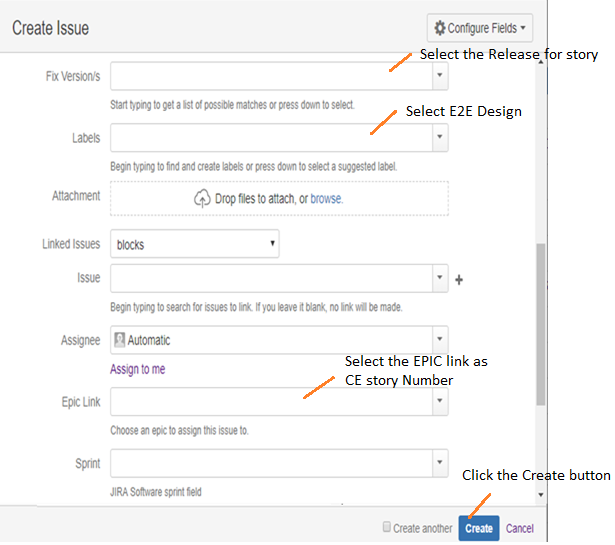 Create Issue
Configure Fields
Select the Release for story
Fix Version/s
Start typing to get a list of possible matches or press down to select.
Select E2E Design
Labels
Begin typing to find and create labels or press down to select a suggested label.
Attachment
Drop files to attach, or browse.
Linked Issues
blocks
Issue
Begin typing to search for issues to link. If you leave it blank, no link will be made.
Assignee
Automatic
Assign to me
Select the EPIC link as
CE story Number
Epic Link
Choose an epic to assign this issue to.
Sprint
Click the Create button
JIRA Software sprint field
Create another
Create
Cancel